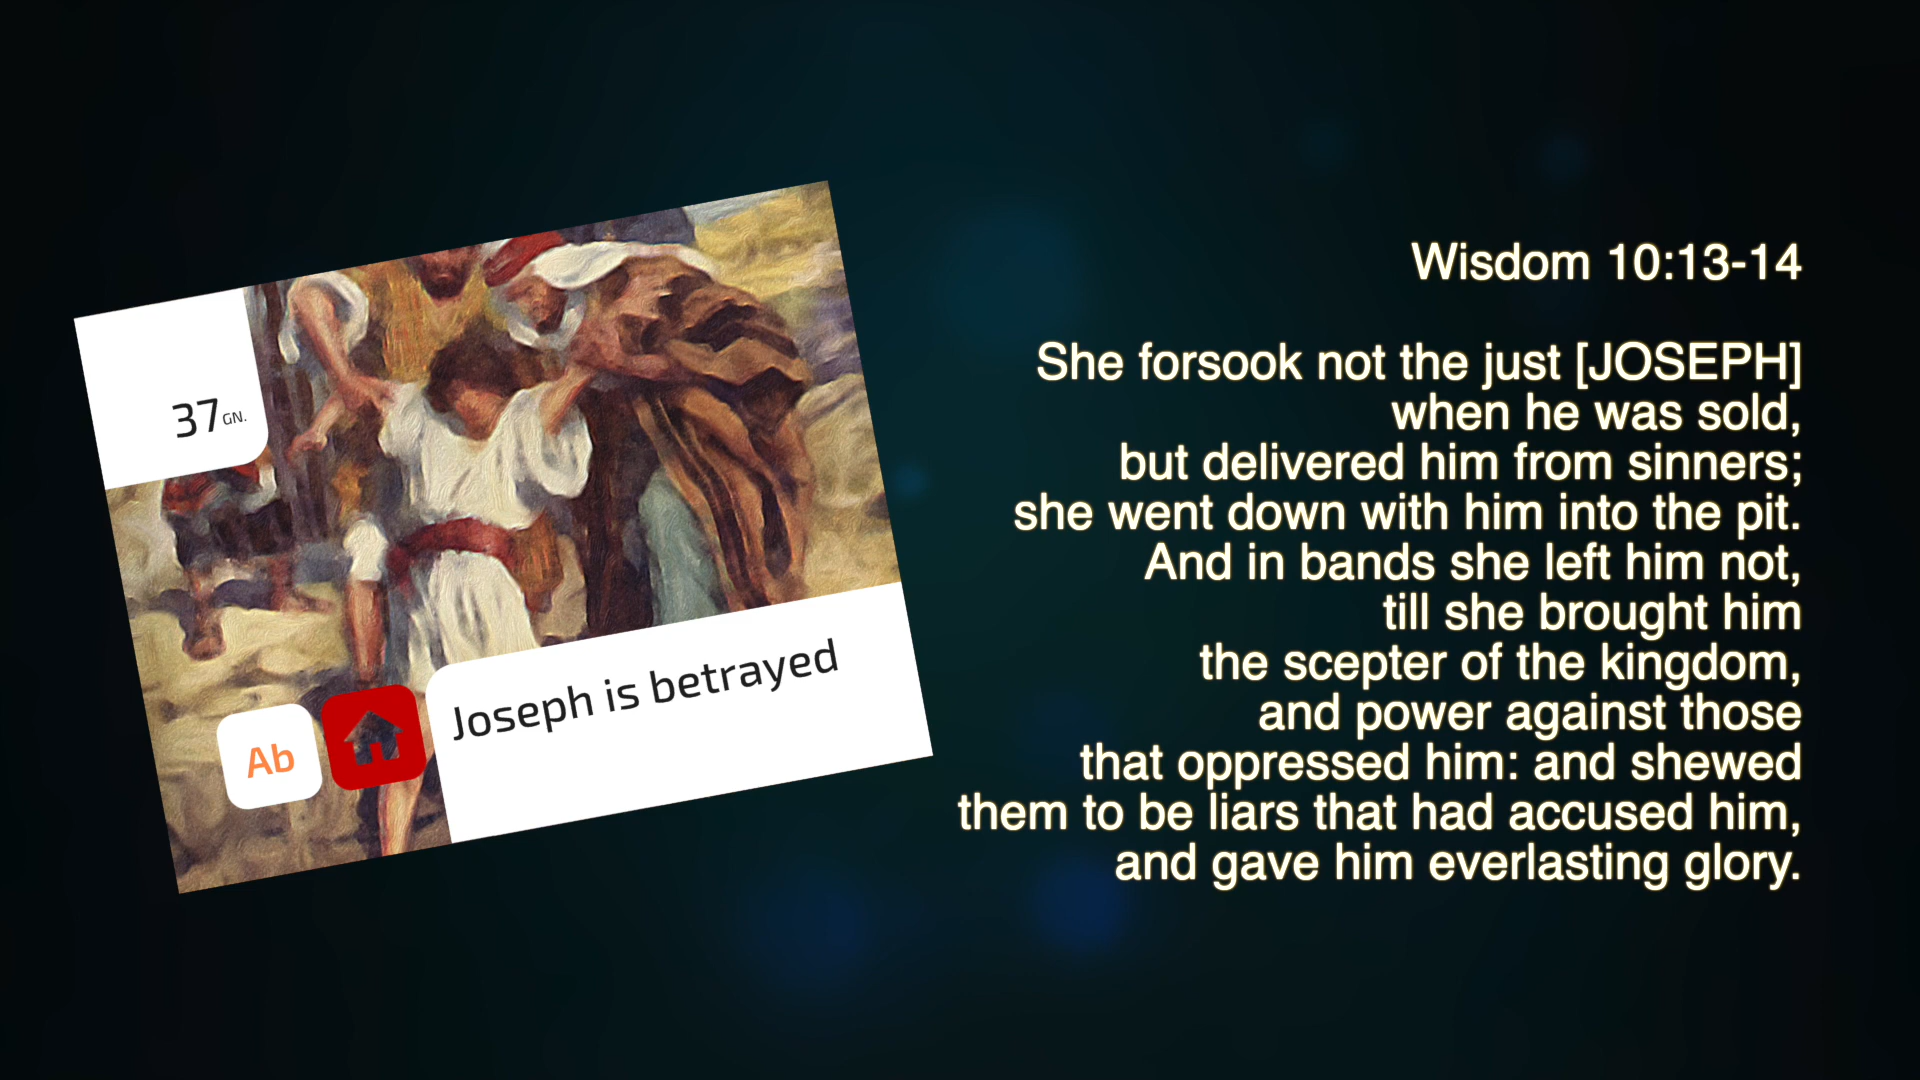 37 GN.
Ab
Joseph is betrayed
Wisdom 10:13-14
She forsook not the just [JOSEPH]
when he was sold,
but delivered him from sinners;
she went down with him into the pit.
And in bands she left him not,
till she brought him
the scepter of the kingdom,
and power against those
that oppressed him: and shewed
them to be liars that had accused him,
and gave him everlasting glory.